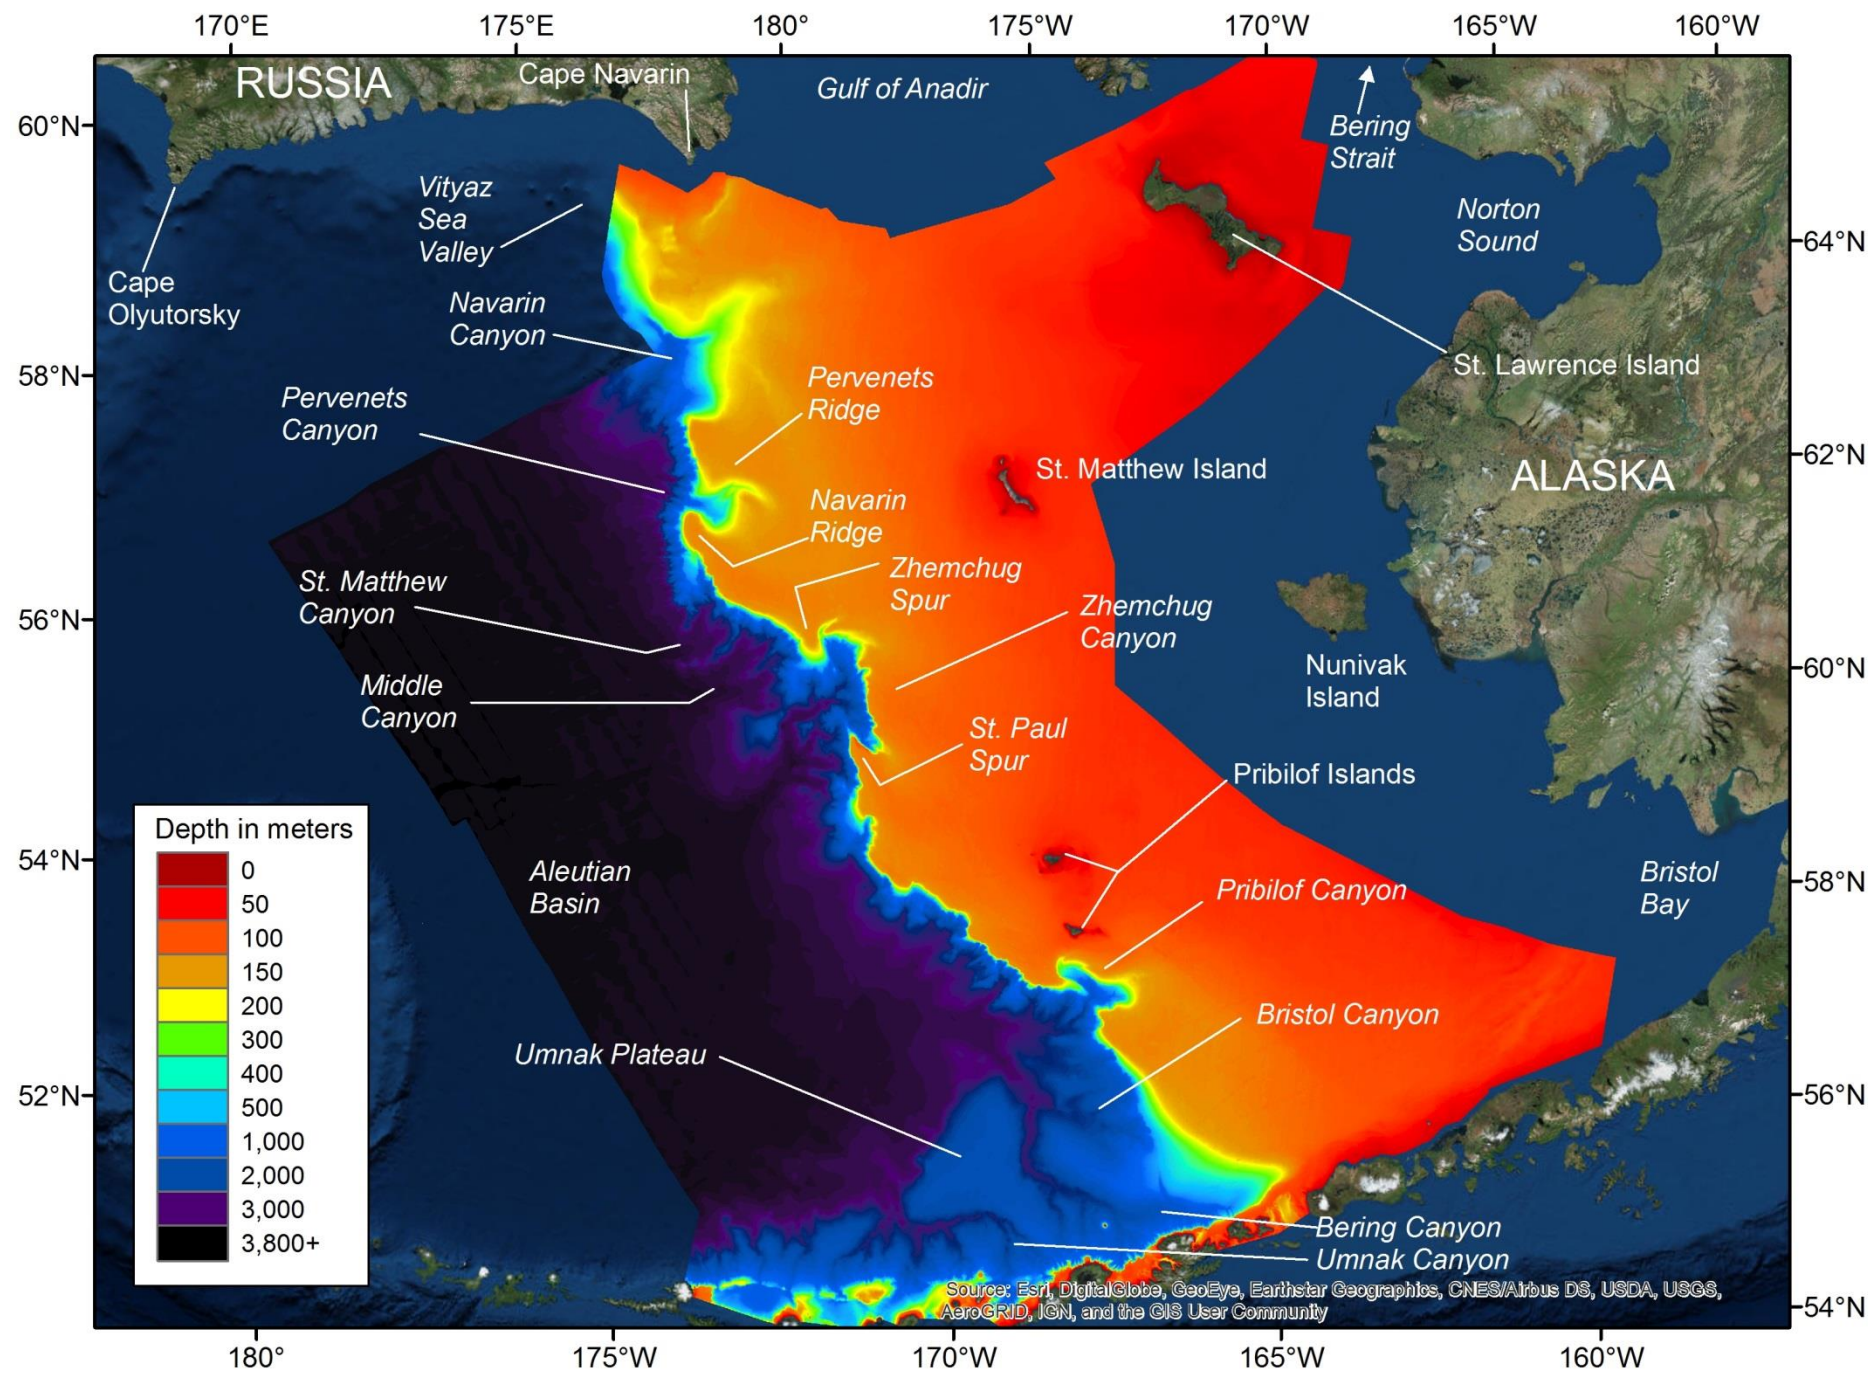 170°E 175°E 180° 175°W 170°W 165°W 160°W
RUSSIA
Cape Navarin
Gulf of Anadir
Bering
Strait
60°N
Vityaz
Sea
Valley
Norton
Sound
64°N
Cape
Olyutorsky
Navarin
Canyon
St. Lawrence Island
58°N
Pervenets
Ridge
Pervenets
Canyon
62°N
St. Matthew Island
ALASKA
Navarin
Ridge
Zhemchug
Spur
St. Matthew
Canyon
Zhemchug
Canyon
56°N
60°N
Nunivak
Island
Middle
Canyon
St. Paul
Spur
Pribilof Islands
Depth in meters
0
50
100
150
200
300
400
500
1,000
2,000
3,000
3,800+
54°N
Aleutian
Basin
Bristol
Bay
58°N
Pribilof Canyon
Bristol Canyon
Umnak Plateau
52°N
56°N
Bering Canyon
Umnak Canyon
Source: Esri, DigitalGlobe, GeoEye, Earthstar Geographics, CNES/Airbus DS, USDA, USGS,
AeroGRID, IGN, and the GIS User Community
54°N
180° 175°W 170°W 165°W 160°W